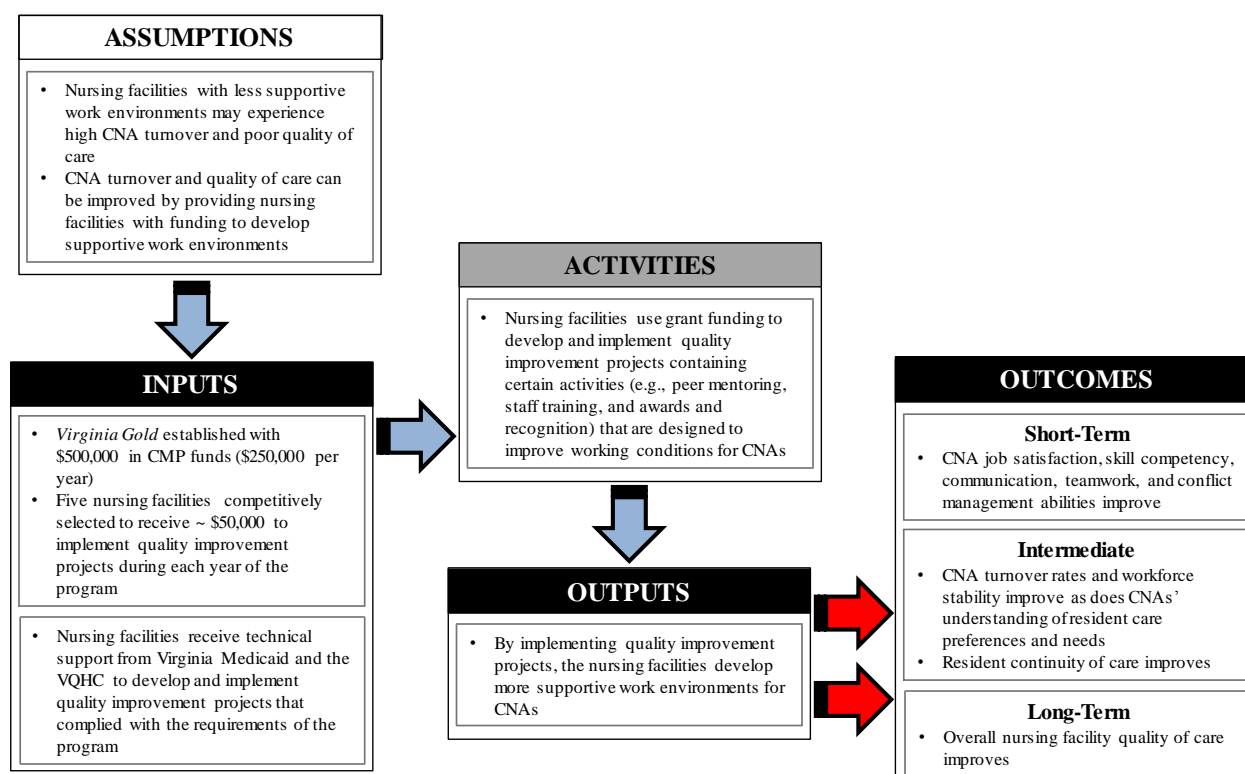 ASSUMPTIONS
• Nursing facilities with less supportive
work environments may experience
high CNA turnover and poor quality of
care
• CNA turnover and quality of care can
be improved by providing nursing
facilities with funding to develop
supportive work environments
INPUTS
• Virginia Gold established with
$500,000 in CMP funds ($250,000 per
year)
• Five nursing facilities competitively
selected to receive ~ $50,000 to
implement quality improvement
projects during each year of the
program
• Nursing facilities receive technical
support from Virginia Medicaid and the
VQHC to develop and implement
quality improvement projects that
complied with the requirements of the
program
ACTIVITIES
• Nursing facilities use grant funding to
develop and implement quality
improvement projects containing
certain activities (e.g., peer mentoring,
staff training, and awards and
recognition) that are designed to
improve working conditions for CNAs
OUTPUTS
• By implementing quality improvement
projects, the nursing facilities develop
more supportive work environments for
CNAs
OUTCOMES
Short-Term
• CNA job satisfaction, skill competency,
communication, teamwork, and conflict
management abilities improve
Intermediate
• CNA turnover rates and workforce
stability improve as does CNAs’
understanding of resident care
preferences and needs
• Resident continuity of care improves
Long-Term
• Overall nursing facility quality of care
improves